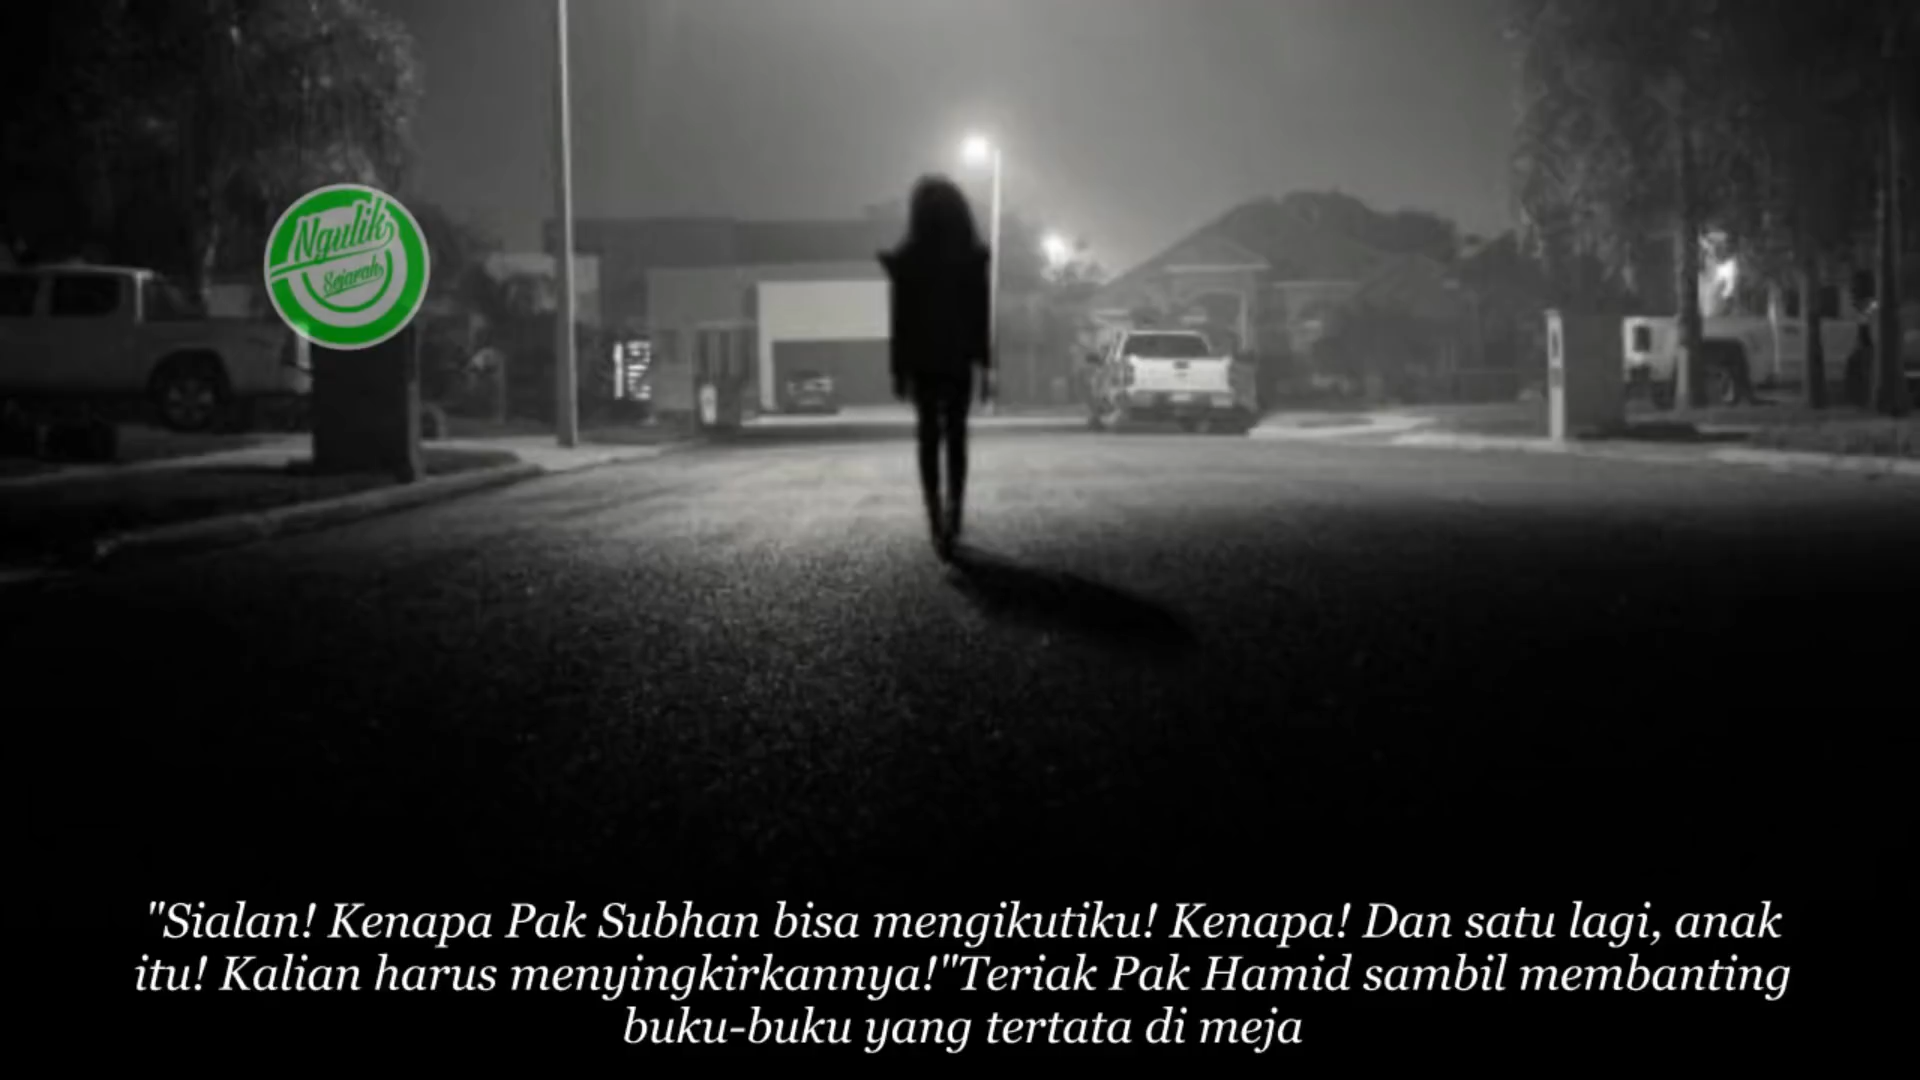 Ngulik
Sejarah
"Sialan! Kenapa Pak Subhan bisa mengikutiku! Kenapa! Dan satu lagi, anak
itu! Kalian harus menyingkirkannya!"Teriak Pak Hamid sambil membanting
buku-buku yang tertata di meja